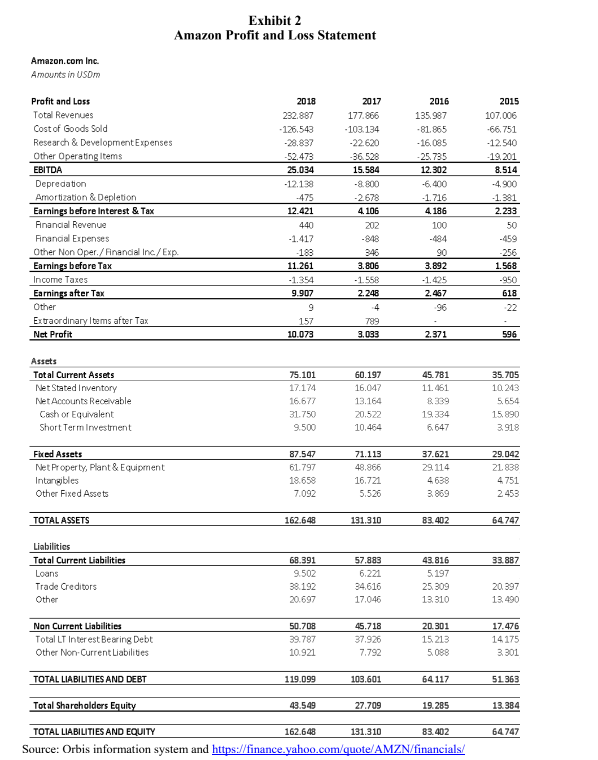 Exhibit 2
Amazon Profit and Loss Statement
Amazon.com Inc.
Amounts in USDm
Profit and Loss 2018 2017 2016 2015
Total Revenues 232.887 177.866 135.987 107.006
Cost of Goods Sold -126.543 -103.134 -81.865 -66.751
Research & Development Expenses -28.837 -22.620 -16.085 -12.540
Other Operating Items -52.473 -36.528 -25.735 -19.201
EBITDA 25.034 15.584 12.302 8.514
Depreciation -12.138 -8.800 -6.400 -4.900
Amortization & Depletion -475 -2.678 -1.716 -1.381
Earnings before Interest & Tax 12.421 4.106 4.186 2.233
Financial Revenue 440 202 100 50
Financial Expenses -1.417 -848 -484 -459
Other Non Oper./ Financial Inc./ Exp. -183 346 90 -256
Earnings before Tax 11.261 3.806 3.892 1.568
Income Taxes -1.354 -1.558 -1.425 -950
Earnings after Tax 9.907 2.248 2.467 618
Other 9 -4 -96 -22
Extraordinary Items after Tax 157 789 - -
Net Profit 10.073 3.033 2.371 596
Assets
Total Current Assets 75.101 60.197 45.781 35.705
Net Stated Inventory 17.174 16.047 11.461 10.243
Net Accounts Receivable 16.677 13.164 8.339 5.654
Cash or Equivalent 31.750 20.522 19.334 15.890
Short Term Investment 9.500 10.464 6.647 3.918
Fixed Assets 87.547 71.113 37.621 29.042
Net Property, Plant & Equipment 61.797 48.866 29.114 21.838
Intangibles 18.658 16.721 4.638 4.751
Other Fixed Assets 7.092 5.526 3.869 2.453
TOTAL ASSETS 162.648 131.310 83.402 64.747
Liabilities
Total Current Liabilities 68.391 57.883 43.816 33.887
Loans 9.502 6.221 5.197
Trade Creditors 38.192 34.616 25.309 20.397
Other 20.697 17.046 13.310 13.490
Non Current Liabilities 50.708 45.718 20.301 17.476
Total LT Interest Bearing Debt 39.787 37.926 15.213 14.175
Other Non-Current Liabilities 10.921 7.792 5.088 3.301
TOTAL LIABILITIES AND DEBT 119.099 103.601 64.117 51.363
Total Shareholders Equity 43.549 27.709 19.285 13.384
TOTAL LIABILITIES AND EQUITY 162.648 131.310 83.402 64.747
Source: Orbis information system and https://finance.yahoo.com/quote/AMZN/financials/